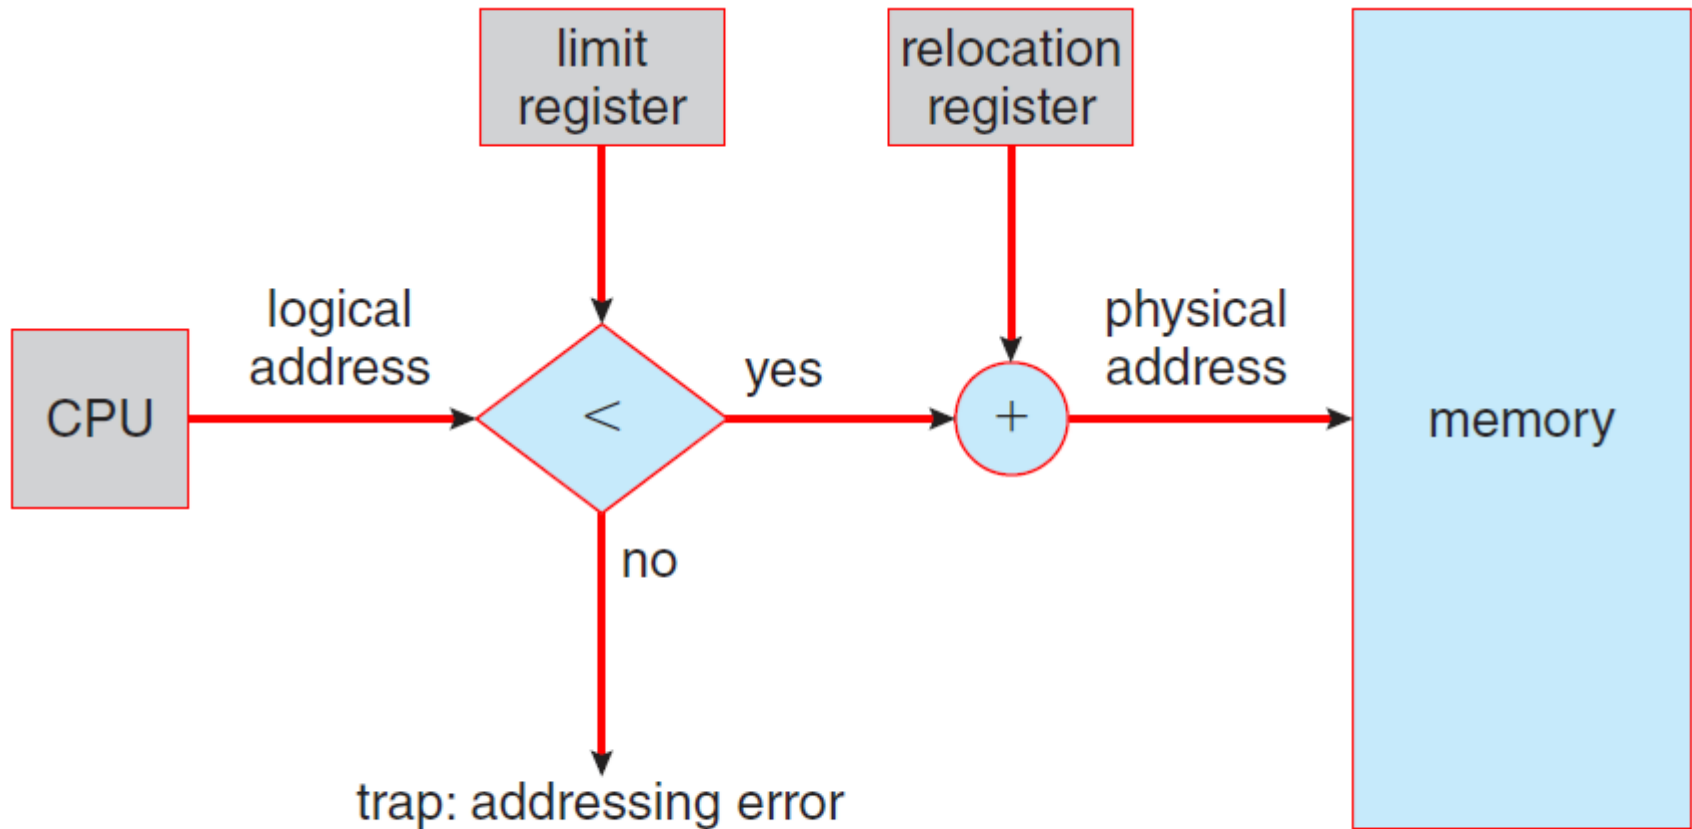 limit
register
relocation
register
logical
address
physical
address
CPU
<
yes
+
memory
no
trap: addressing error